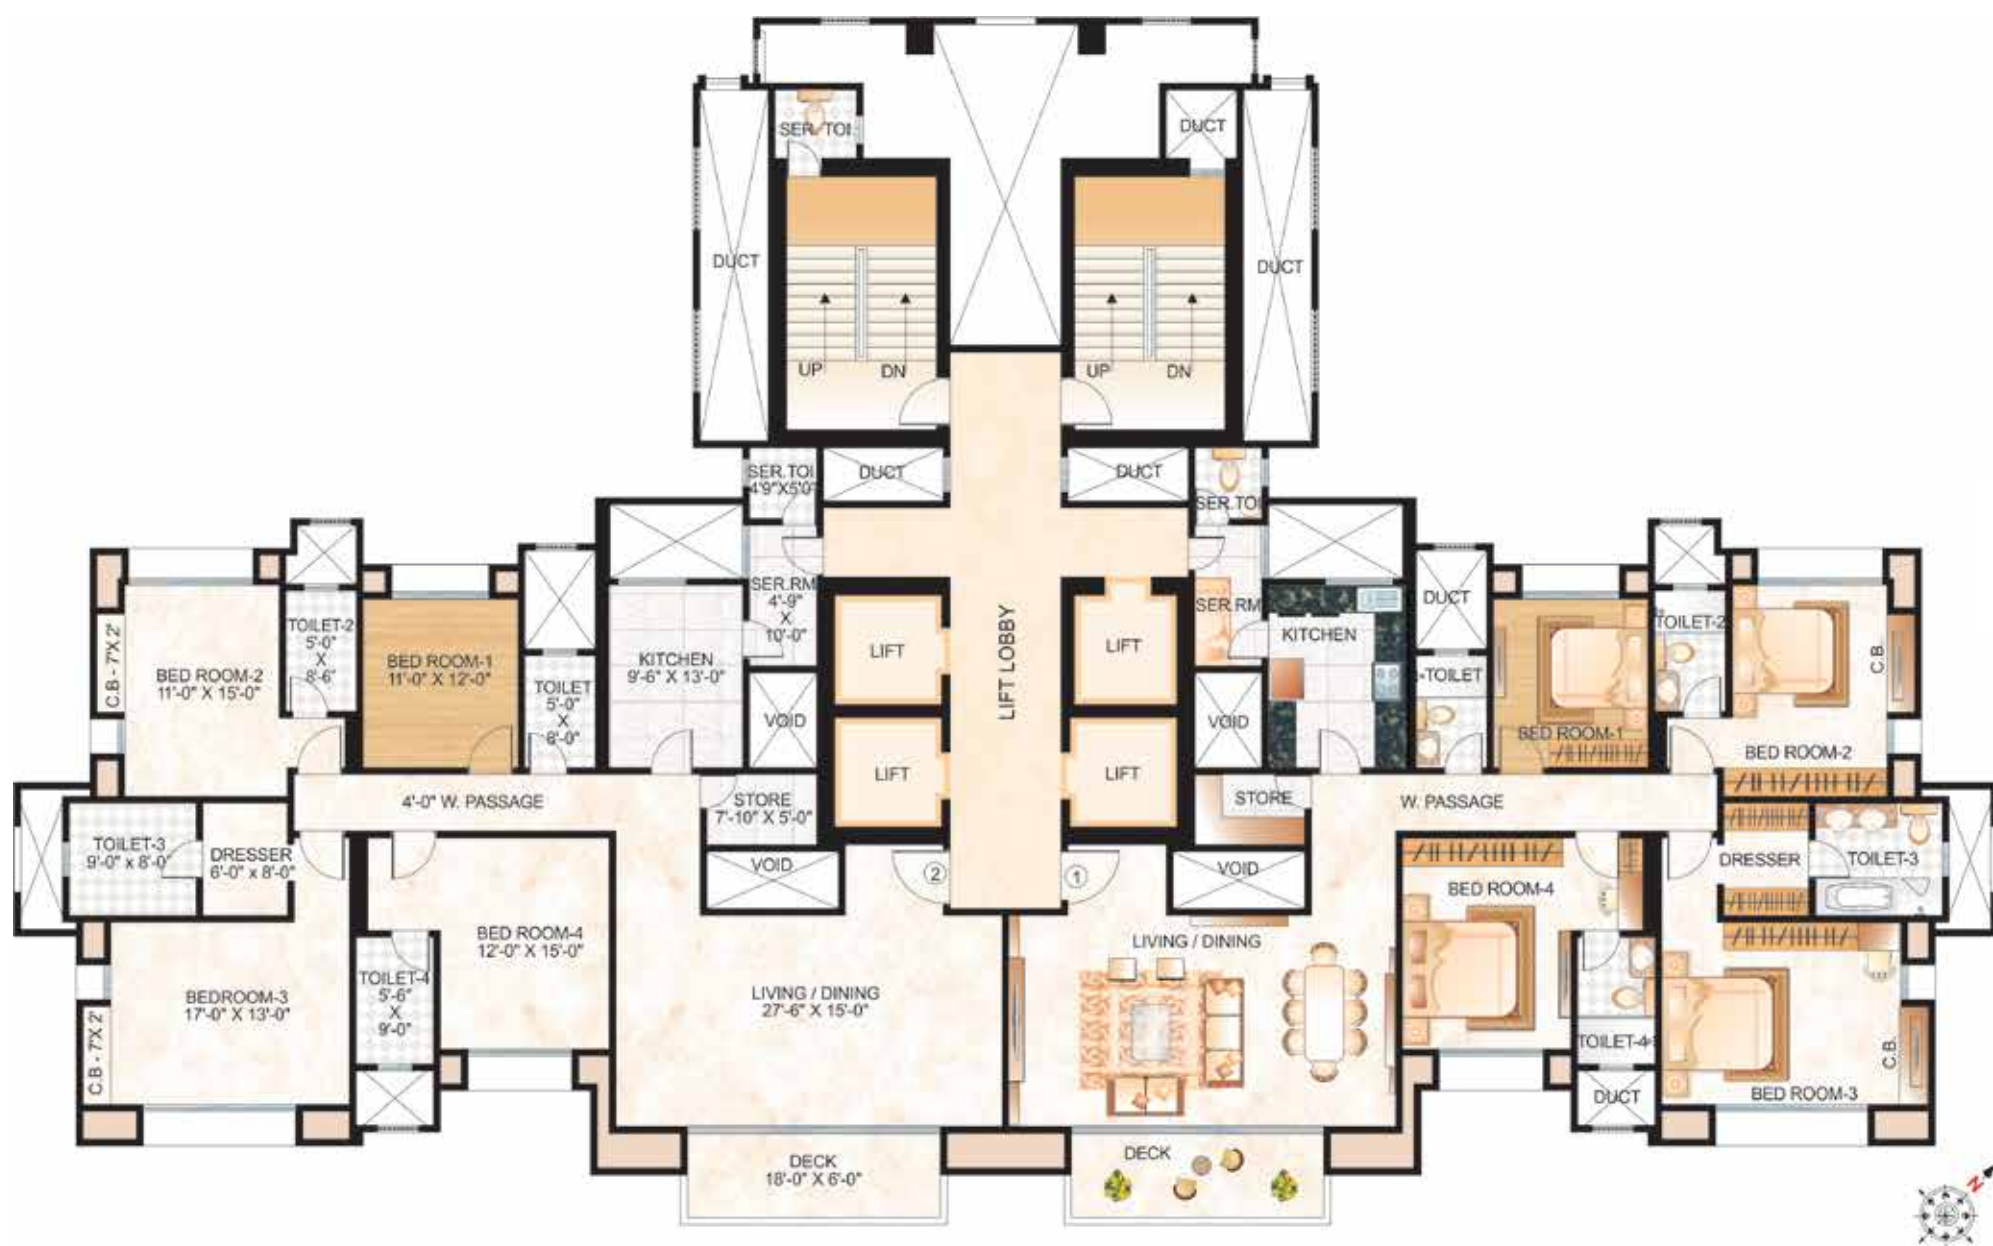 SER. TOI
DUCT
DUCT
DUCT
UP
DN
UP
DN
SER.TOI
4'9"X5'0"
DUCT
DUCT
SER.TOI
LIFT LOBBY
SER.RM
4'-9"
X
10'-0"
SER.RM
LIFT
LIFT
LIFT
LIFT
C.B - 7'X 2'
BED ROOM-2
11'-0" X 15'-0"
TOILET-2
5'-0"
X
8'-6"
BED ROOM-1
11'-0" X 12'-0"
TOILET
5'-0"
X
8'-0"
KITCHEN
9'-6" X 13'-0"
VOID
VOID
KITCHEN
DUCT
TOILET
BED ROOM-1
TOILET-2
BED ROOM-2
C.B.
4'-0" W. PASSAGE
STORE
7'-10" X 5'-0"
STORE
W. PASSAGE
TOILET-3
9'-0" x 8'-0"
DRESSER
6'-0" x 8'-0"
VOID
2
1
VOID
BED ROOM-4
DRESSER
TOILET-3
BED ROOM-4
12'-0" X 15'-0"
LIVING / DINING
BEDROOM-3
17'-0" X 13'-0"
C.B - 7'X 2'
TOILET-4
5'-6"
X
9'-0"
LIVING / DINING
27'-6" X 15'-0"
TOILET-4
DUCT
BED ROOM-3
C.B.
DECK
18'-0" X 6'-0"
DECK
N